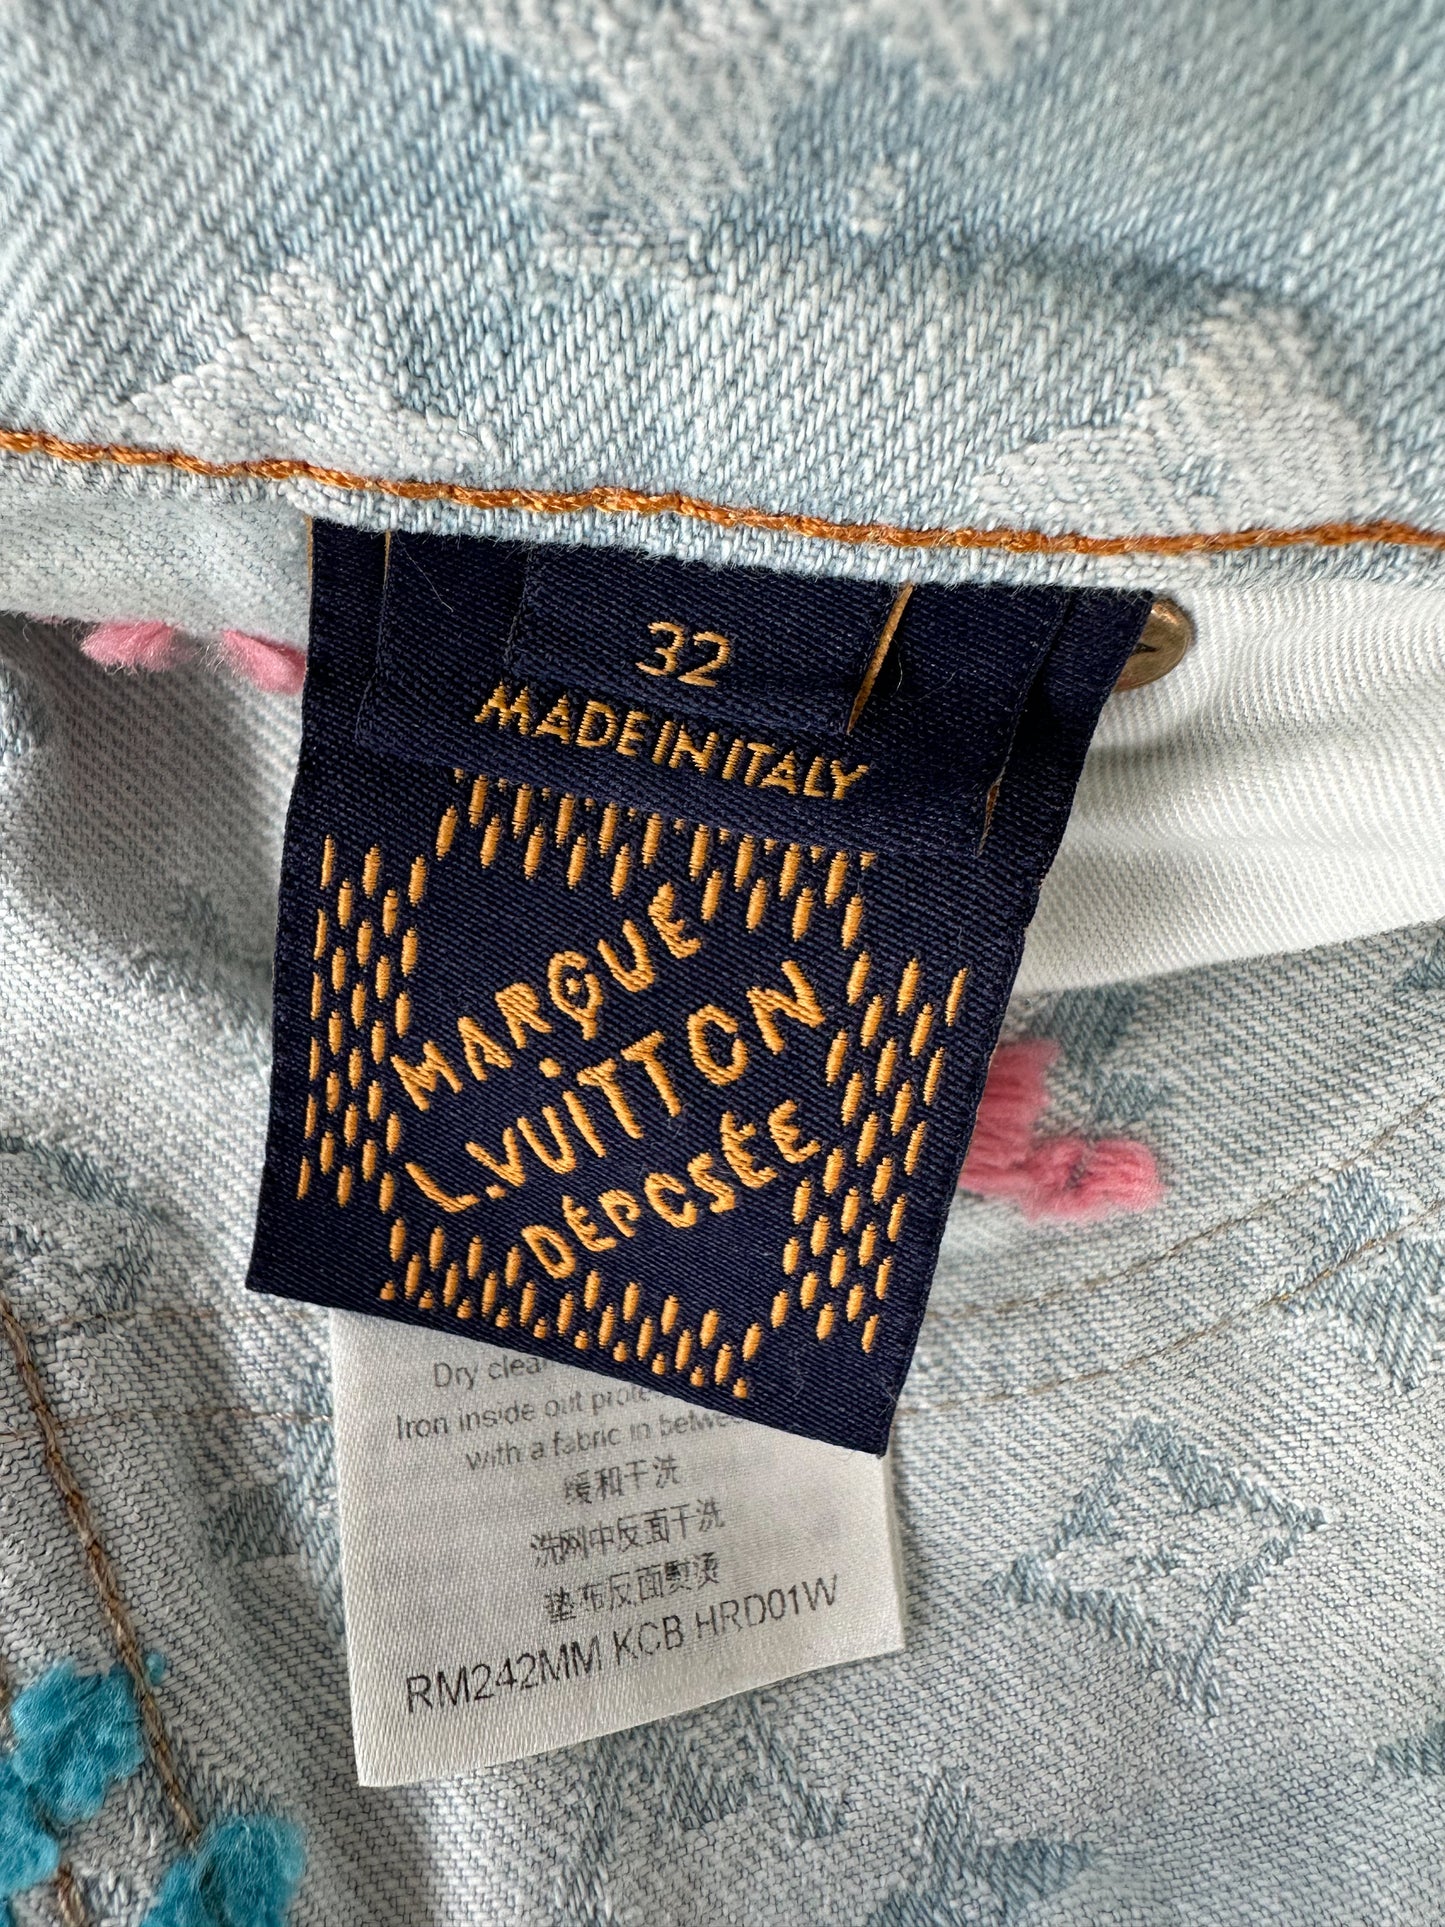 32
MADE IN ITALY
MARQUE
L.VUiTTON
DÉPOSÉE
Dry clea
Iron inside out prote
with a fabric in betwe
缓和干洗
洗网中反面干洗
垫布反面熨烫
RM242MM KCB HRD01W